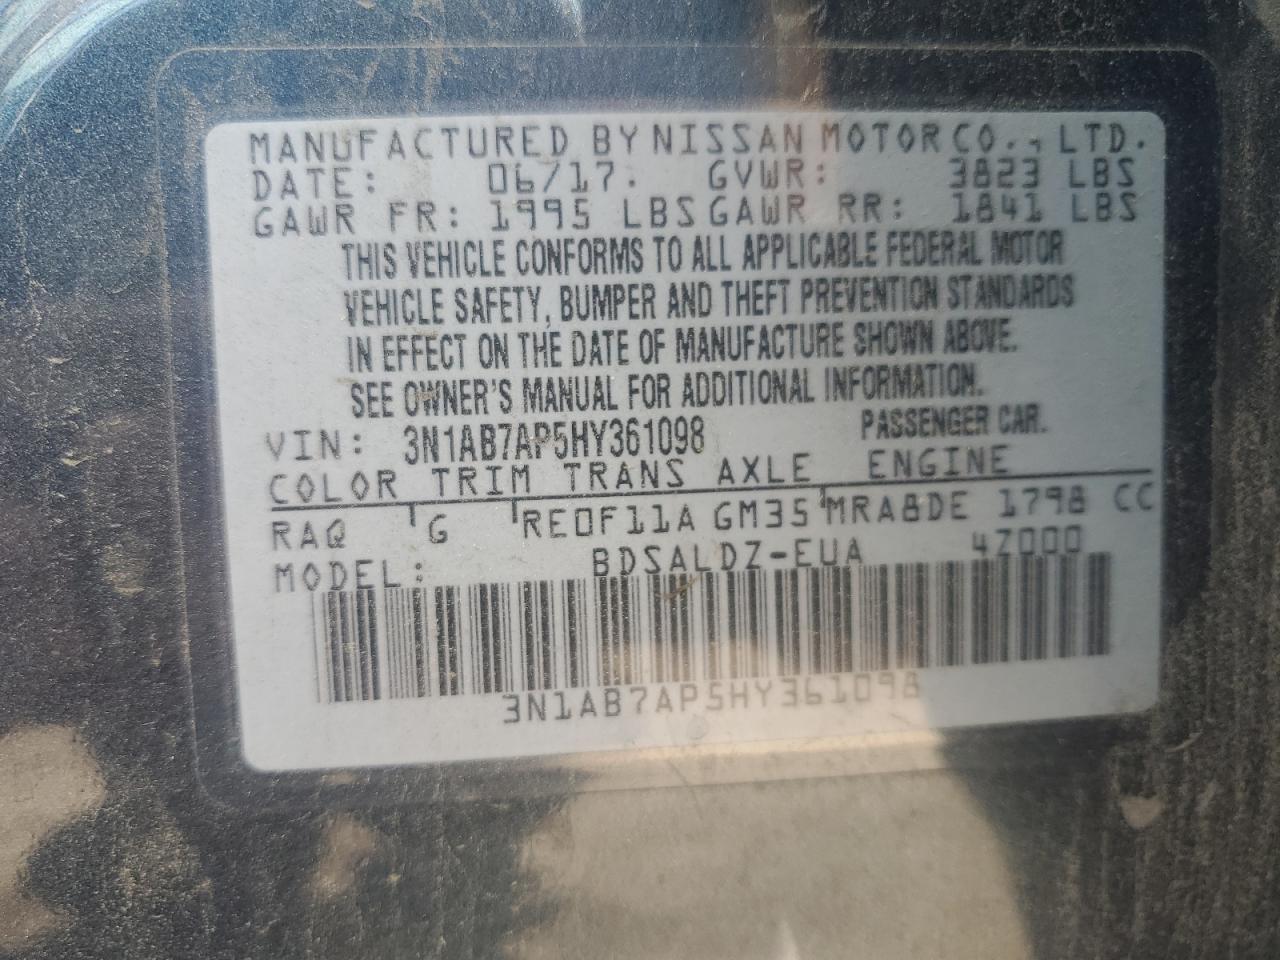 MANUFACTURED BY NISSAN MOTOR CO., LTD.
DATE: 06/17. GVWR: 3823 LBS
GAWR FR: 1995 LBS GAWR RR: 1841 LBS
THIS VEHICLE CONFORMS TO ALL APPLICABLE FEDERAL MOTOR
VEHICLE SAFETY, BUMPER AND THEFT PREVENTION STANDARDS
IN EFFECT ON THE DATE OF MANUFACTURE SHOWN ABOVE.
SEE OWNER'S MANUAL FOR ADDITIONAL INFORMATION.
VIN: 3N1AB7AP5HY361098 PASSENGER CAR.
COLOR TRIM TRANS AXLE ENGINE
RAQ G RE0F11A GM35 MRA8DE 1798 CC
MODEL: BDSALDZ-EUA 4Z000
3N1AB7AP5HY361098